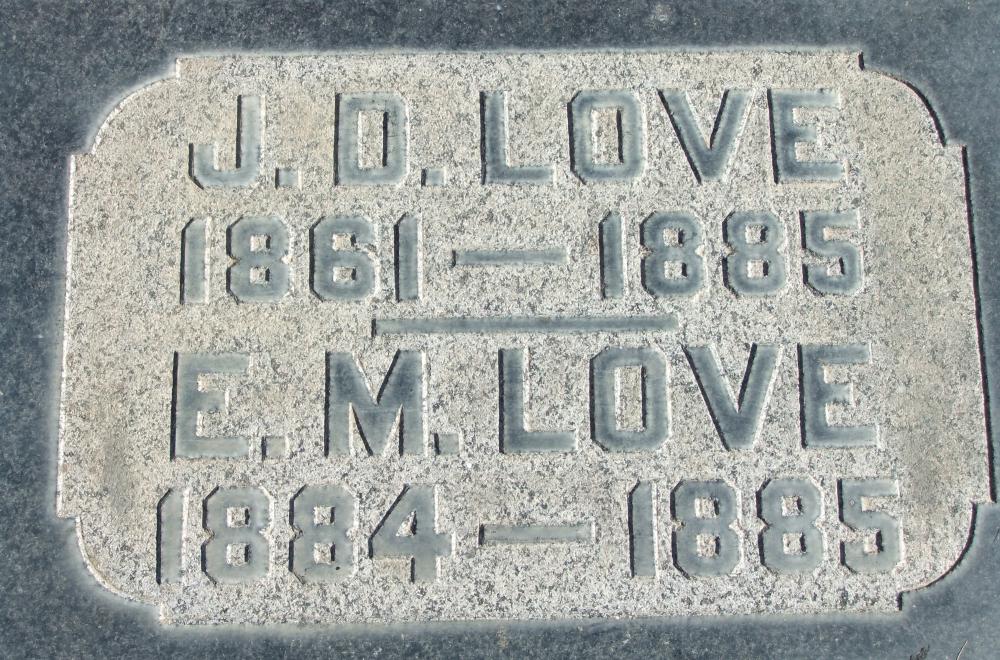 J. D. LOVE
1861 — 1885
E. M. LOVE
1884 — 1885